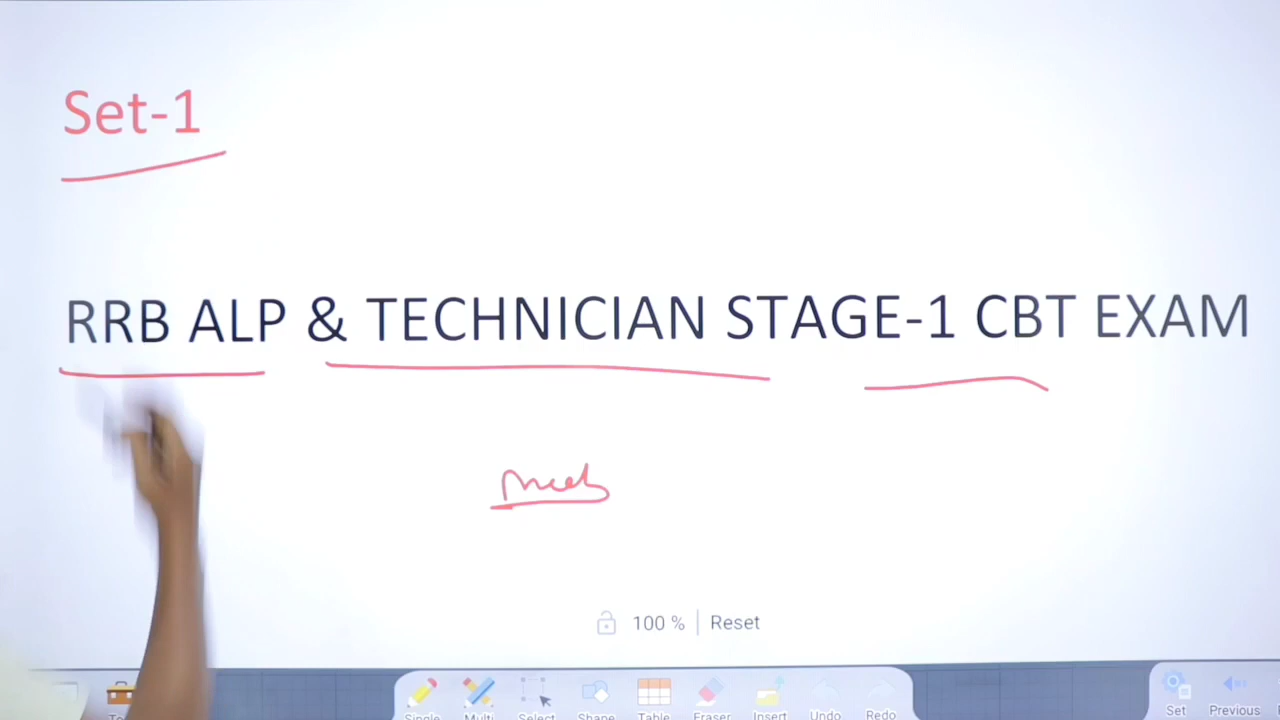 Set-1
RRB ALP & TECHNICIAN STAGE-1 CBT EXAM
100 % Reset
Single Multi Select Shape Table Eraser Insert Undo Redo Set Previous